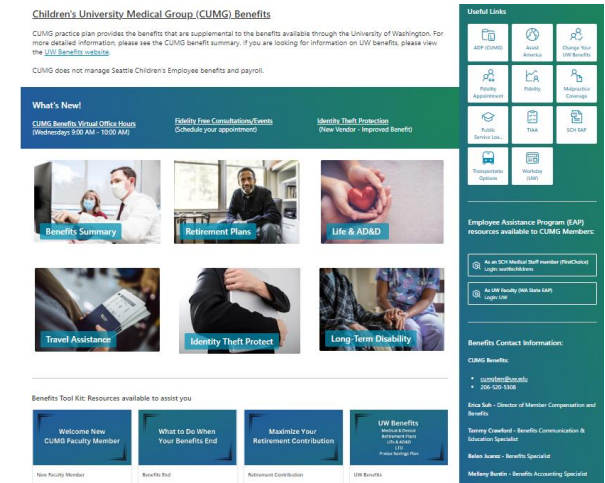 Children's University Medical Group (CUMG) Benefits
CUMG practice plan provides the benefits that are supplemental to the benefits available through the University of Washington. For
more detailed information, please see the CUMG benefit summary. If you are looking for information on UW benefits, please view
the UW Benefits website.
CUMG does not manage Seattle Children's Employee benefits and payroll.
What's New!
CUMG Benefits Virtual Office Hours
(Wednesdays 9:00 AM - 10:00 AM)
Fidelity Free Consultations/Events
(Schedule your appointment)
Identity Theft Protection
(New Vendor - Improved Benefit)
Benefits Summary
Retirement Plans
Life & AD&D
Travel Assistance
Identity Theft Protect
Long-Term Disability
Benefits Tool Kit: Resources available to assist you
Welcome New
CUMG Faculty Member
New Faculty Member
What to Do When
Your Benefits End
Benefits End
Maximize Your
Retirement Contribution
Retirement Contribution
UW Benefits
Medical & Dental
Retirement Plans
Life & AD&D
LTD
Pretax Savings Plan
UW Benefits
Useful Links
ADP (CUMG)
Assist
America
Change Your
UW Benefits
Fidelity
Appointment
Fidelity
Malpractice
Coverage
Public
Service Loa...
TIAA
SCH EAP
Transportatio
Options
Workday
(UW)
Employee Assistance Program (EAP)
resources available to CUMG Members:
As an SCH Medical Staff member (FirstChoice)
Login: seattlechildrens
As UW Faculty (WA State EAP)
Login: UW
Benefits Contact Information:
CUMG Benefits:
• cumgben@uw.edu
• 206-520-5308
Erica Suh - Director of Member Compensation and
Benefits
Tammy Crawford - Benefits Communication &
Education Specialist
Belen Juarez - Benefits Specialist
Mellany Buntin - Benefits Accounting Specialist